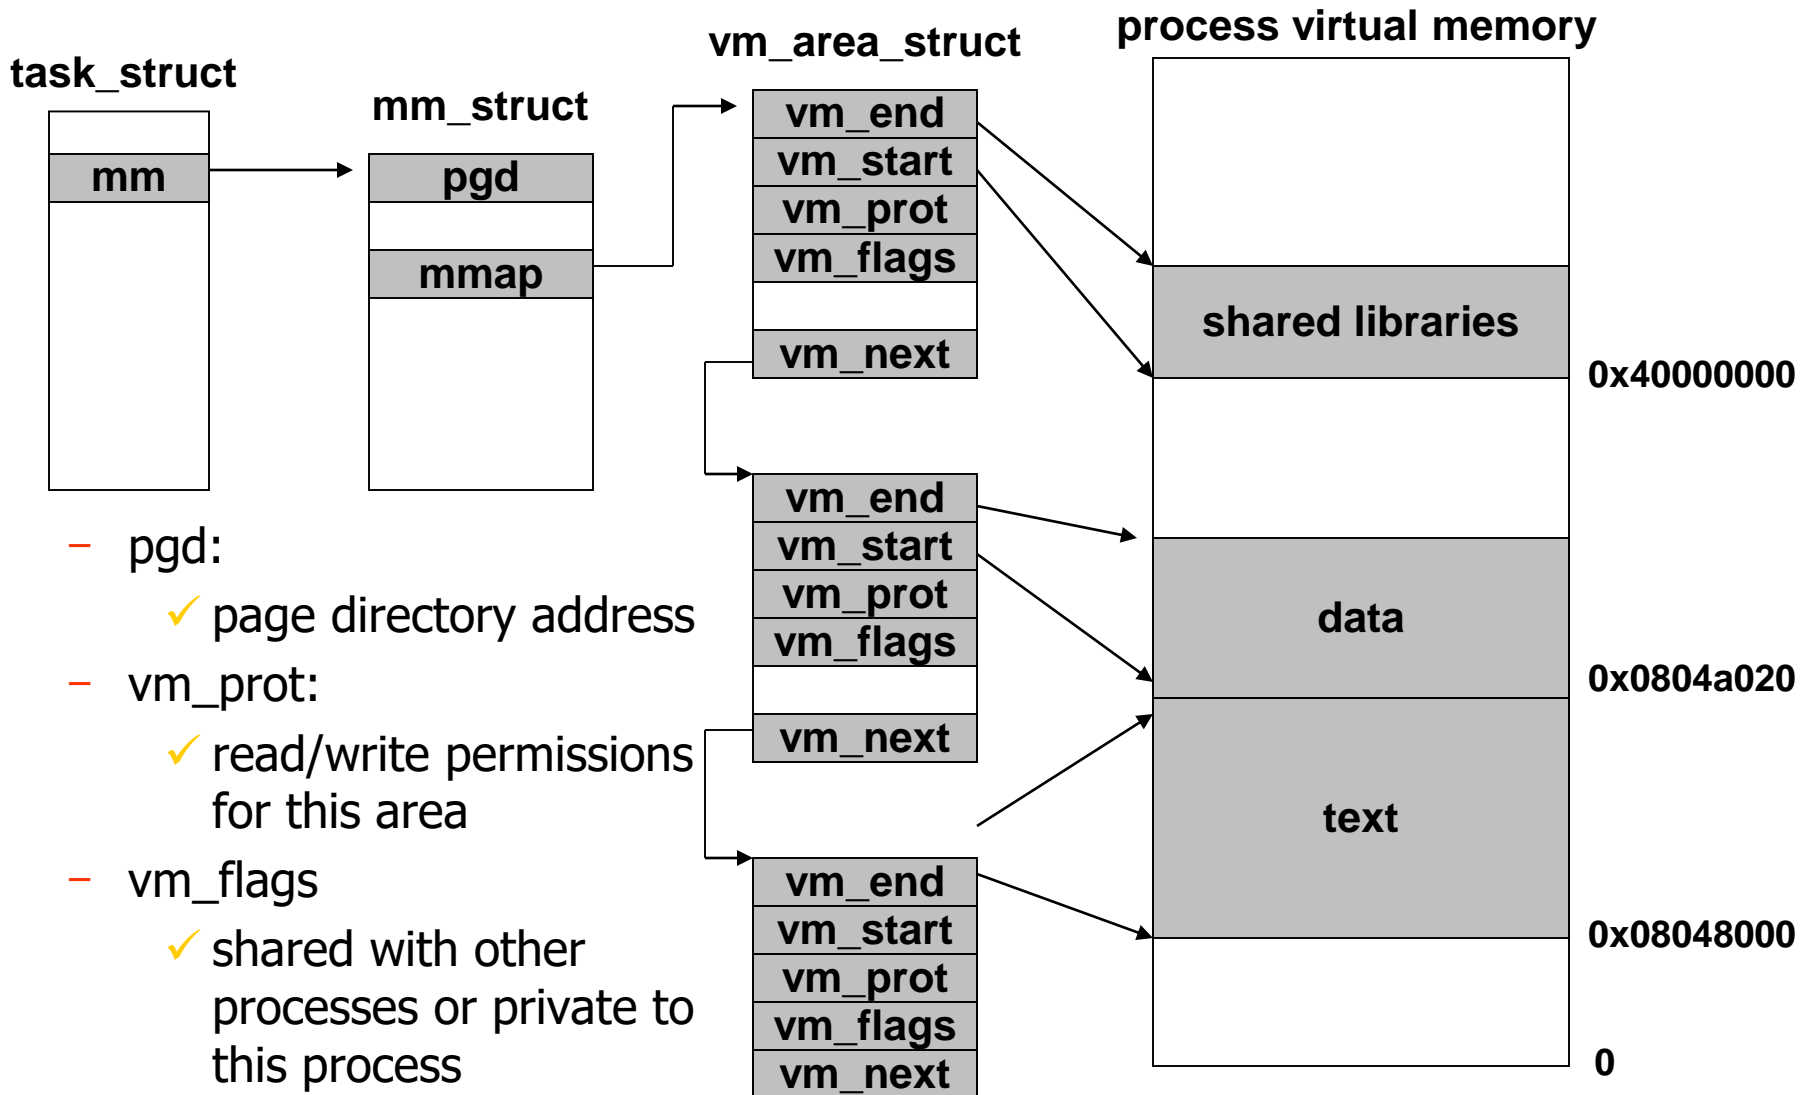 process virtual memory
vm_area_struct
task_struct
mm_struct
mm
pgd
mmap
vm_end
vm_start
vm_prot
vm_flags
vm_next
vm_end
vm_start
vm_prot
vm_flags
vm_next
vm_end
vm_start
vm_prot
vm_flags
vm_next
shared libraries
0x40000000
data
0x0804a020
text
0x08048000
0
– pgd:
✓ page directory address
– vm_prot:
✓ read/write permissions
for this area
– vm_flags
✓ shared with other
processes or private to
this process